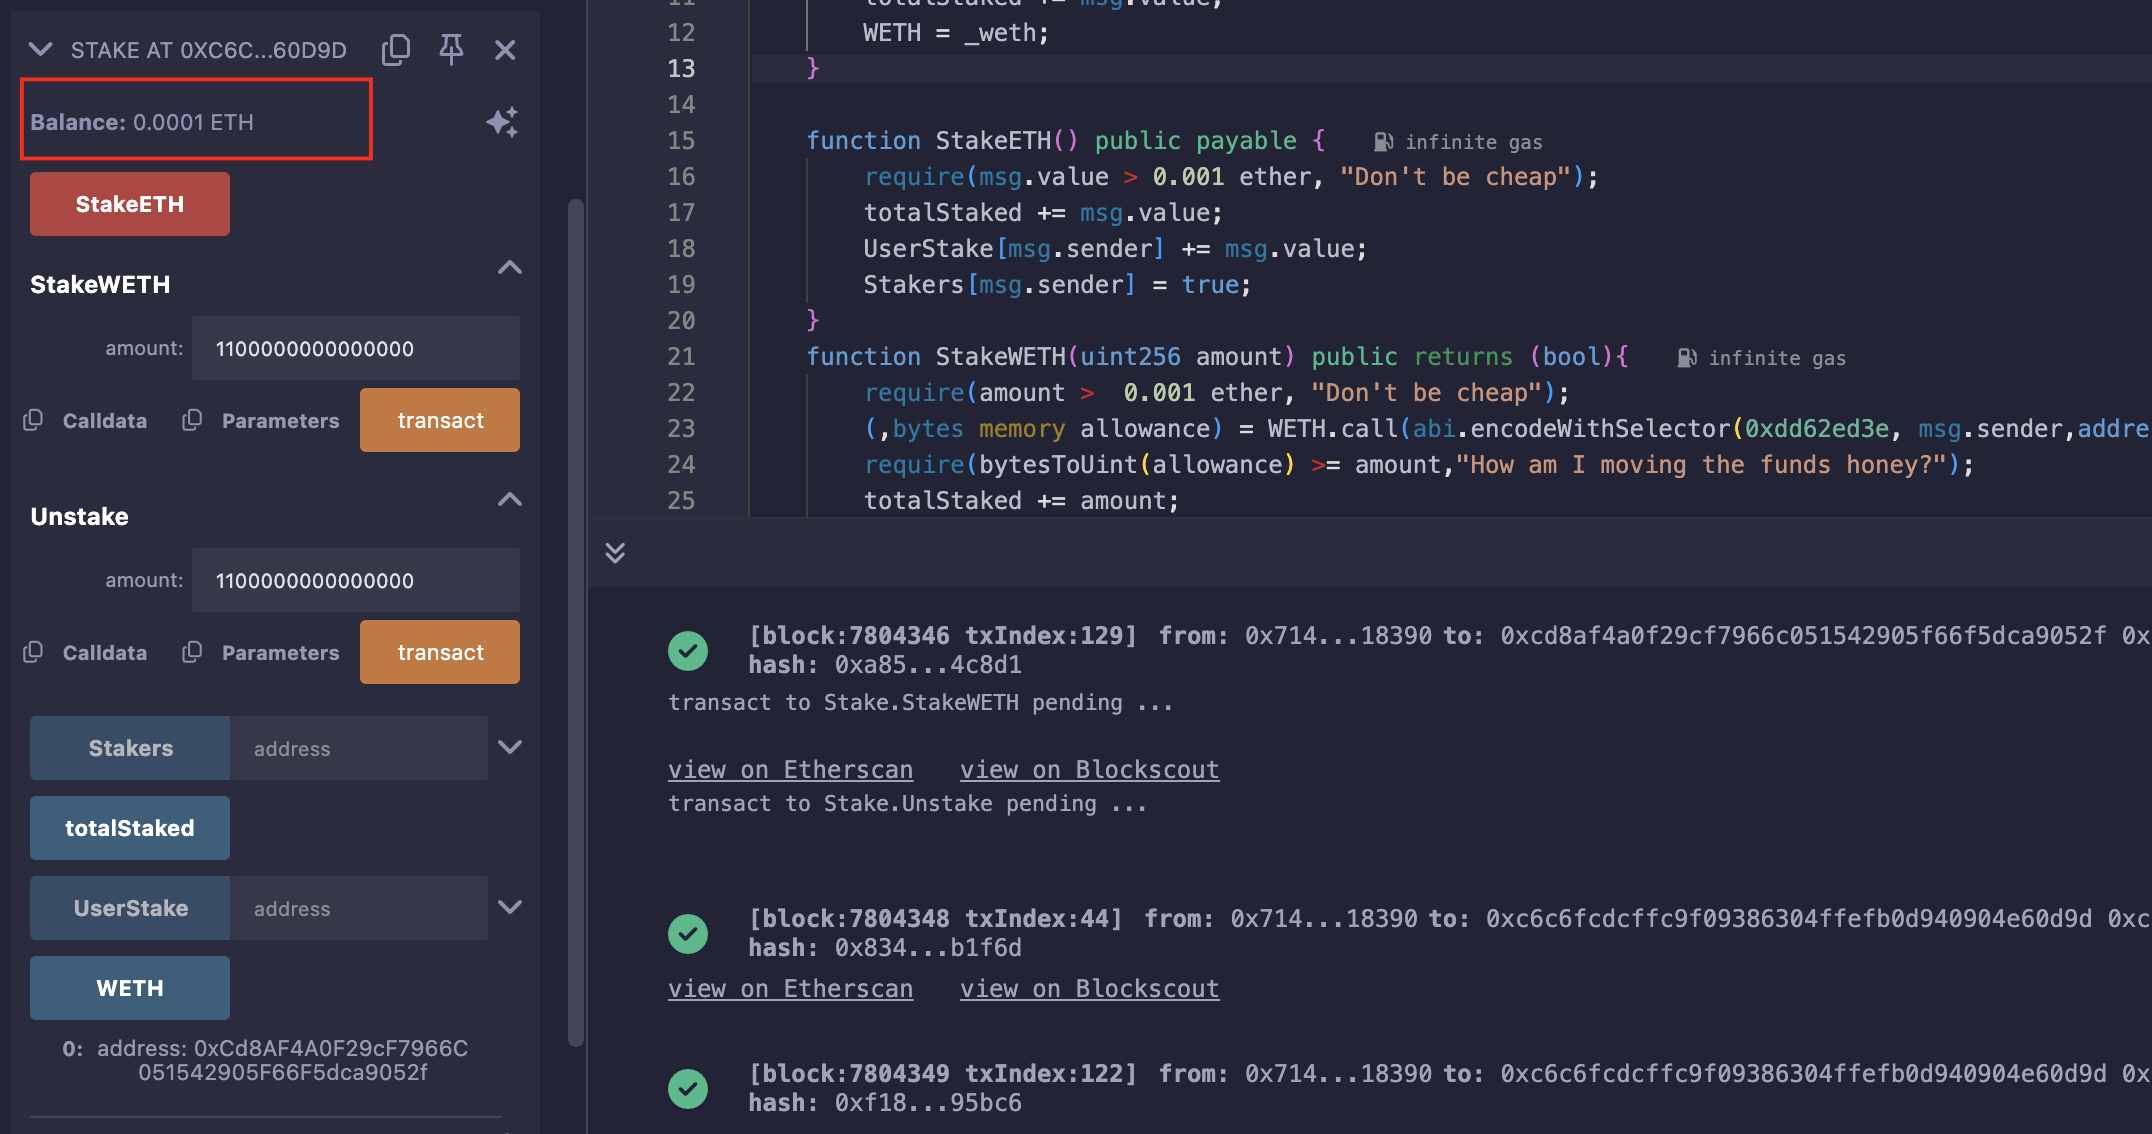 STAKE AT 0XC6C...60D9D
Balance: 0.0001 ETH
StakeETH
StakeWETH
amount: 1100000000000000
Calldata Parameters transact
Unstake
amount: 1100000000000000
Calldata Parameters transact
Stakers address
totalStaked
UserStake address
WETH
0: address: 0xCd8AF4A0F29cF7966C
051542905F66F5dca9052f
11 totalStaked += msg.value;
12 WETH = _weth;
13 }
14
15 function StakeETH() public payable { infinite gas
16 require(msg.value > 0.001 ether, "Don't be cheap");
17 totalStaked += msg.value;
18 UserStake[msg.sender] += msg.value;
19 Stakers[msg.sender] = true;
20 }
21 function StakeWETH(uint256 amount) public returns (bool){ infinite gas
22 require(amount >  0.001 ether, "Don't be cheap");
23 (,bytes memory allowance) = WETH.call(abi.encodeWithSelector(0xdd62ed3e, msg.sender,addre
24 require(bytesToUint(allowance) >= amount,"How am I moving the funds honey?");
25 totalStaked += amount;
[block:7804346 txIndex:129] from: 0x714...18390 to: 0xcd8af4a0f29cf7966c051542905f66f5dca9052f 0x
hash: 0xa85...4c8d1
transact to Stake.StakeWETH pending ...
view on Etherscan view on Blockscout
transact to Stake.Unstake pending ...
[block:7804348 txIndex:44] from: 0x714...18390 to: 0xc6c6fcdcffc9f09386304ffefb0d940904e60d9d 0xc
hash: 0x834...b1f6d
view on Etherscan view on Blockscout
[block:7804349 txIndex:122] from: 0x714...18390 to: 0xc6c6fcdcffc9f09386304ffefb0d940904e60d9d 0x
hash: 0xf18...95bc6